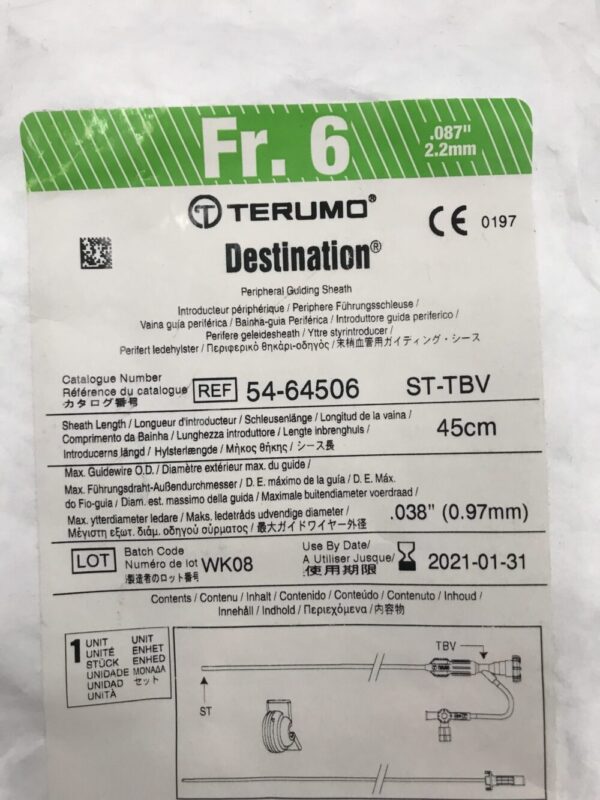 Fr. 6
.087"
2.2mm
TERUMO®
CE 0197
Destination®
Peripheral Guiding Sheath
Introducteur périphérique / Periphere Führungsschleuse /
Vaina guía periférica / Bainha-guia Periférica / Introduttore guida periferico /
Perifere geleidesheath / Yttre styrintroducer /
Perifert ledehylster / Περιφερικό θηκάρι-οδηγός / 末梢血管用ガイディング・シース
Catalogue Number
Référence du catalogue REF 54-64506 ST-TBV
カタログ番号
Sheath Length / Longueur d'introducteur / Schleusenlänge / Longitud de la vaina /
Comprimento da Bainha / Lunghezza introduttore / Lengte inbrenghuis /
Introducerns längd / Hylsterlængde / Μήκος θήκης / シース長
45cm
Max. Guidewire O.D. / Diamètre extérieur max. du guide /
Max. Führungsdraht-Außendurchmesser / D. E. máximo de la guía / D. E. Máx.
do Fio-guia / Diam. est. massimo della guida / Maximale buitendiameter voerdraad /
Max. ytterdiameter ledare / Maks. ledetråds udvendige diameter /
Μέγιστη εξωτ. διάμ. οδηγού σύρματος / 最大ガイドワイヤー外径
.038" (0.97mm)
LOT Batch Code
Numéro de lot WK08
製造者のロット番号
Use By Date/
A Utiliser Jusque/
使用期限
2021-01-31
Contents / Contenu / Inhalt / Contenido / Conteúdo / Contenuto / Inhoud /
Innehåll / Indhold / Περιεχόμενα / 内容物
1 UNIT UNIT
UNITÉ ENHET
STÜCK ENHED
UNIDADE ΜΟΝΑΔΑ
UNIDAD セット
UNITÀ
TBV
ST